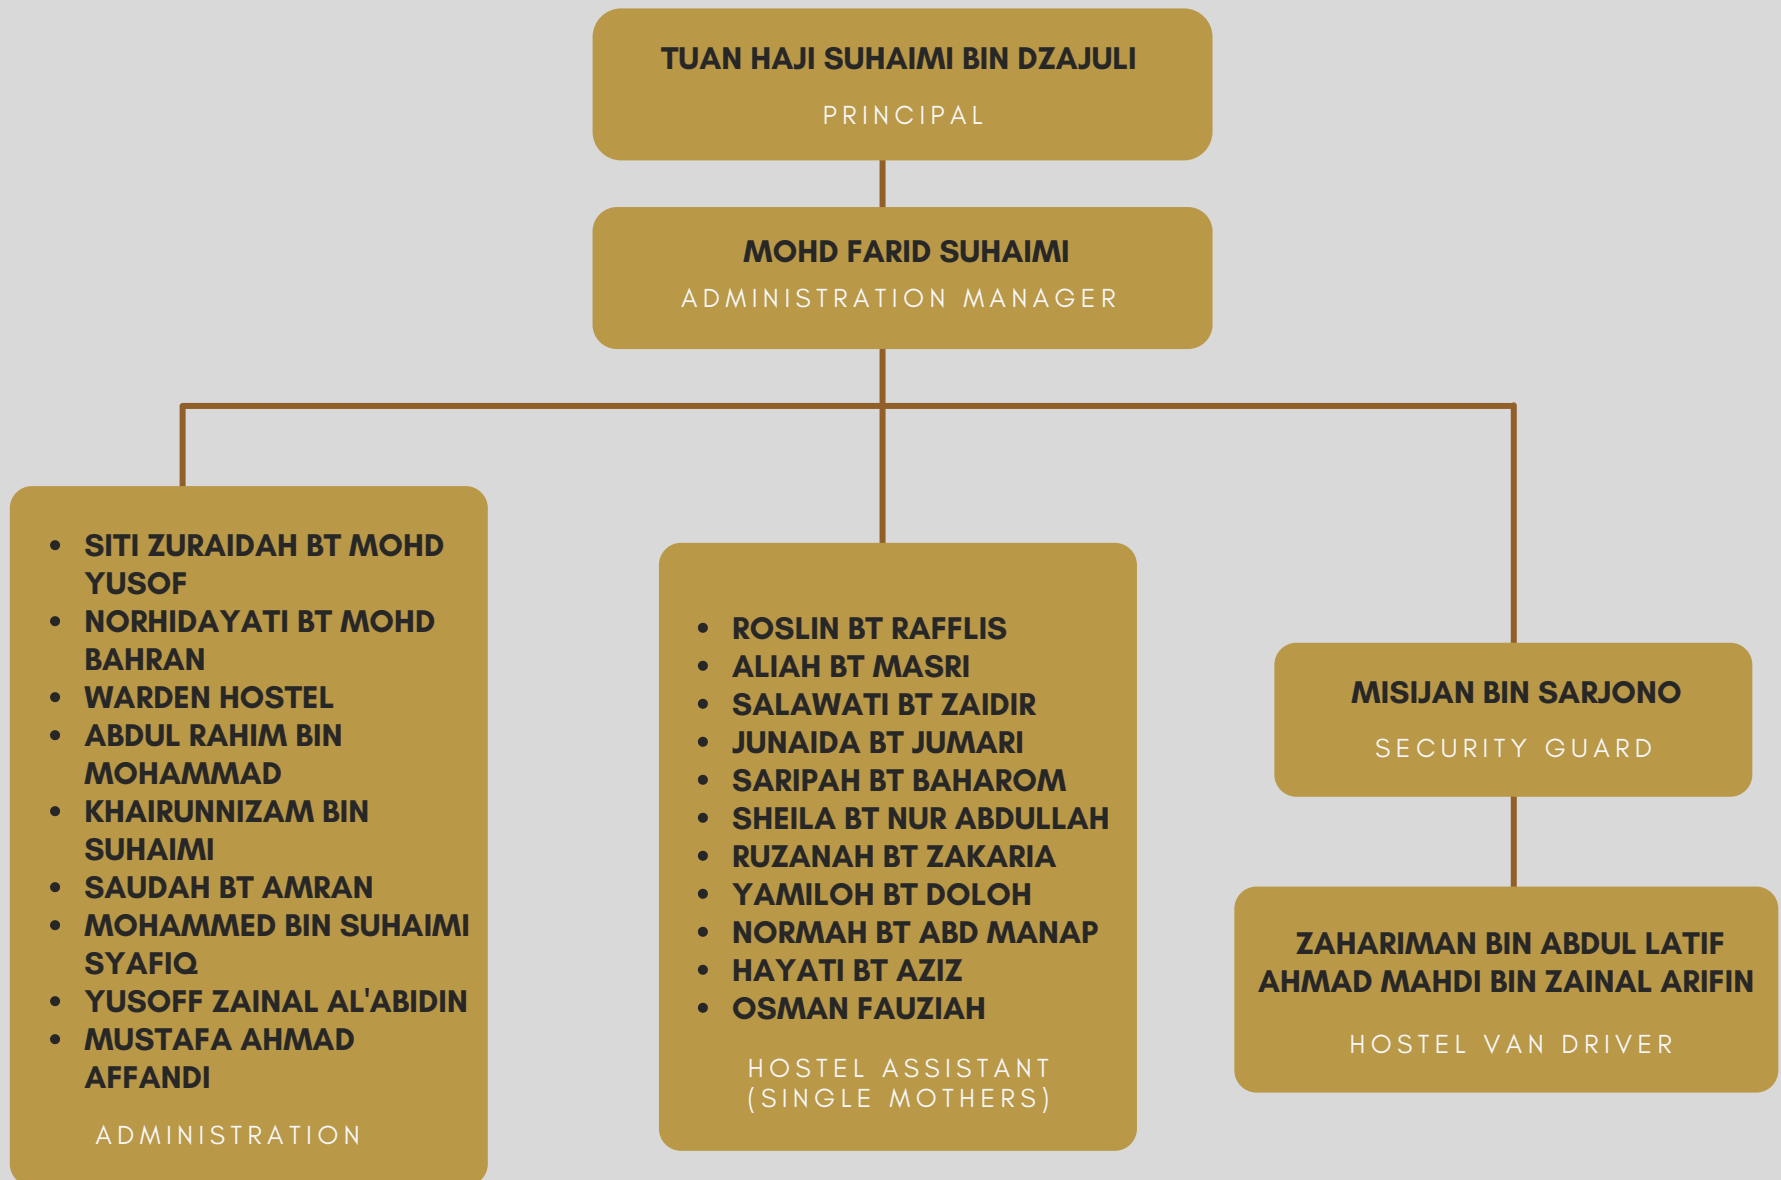 TUAN HAJI SUHAIMI BIN DZAJULI
PRINCIPAL
MOHD FARID SUHAIMI
ADMINISTRATION MANAGER
• SITI ZURAIDAH BT MOHD
YUSOF
• NORHIDAYATI BT MOHD
BAHRAN
• WARDEN HOSTEL
• ABDUL RAHIM BIN
MOHAMMAD
• KHAIRUNNIZAM BIN
SUHAIMI
• SAUDAH BT AMRAN
• MOHAMMED BIN SUHAIMI
SYAFIQ
• YUSOFF ZAINAL AL'ABIDIN
• MUSTAFA AHMAD
AFFANDI
ADMINISTRATION
• ROSLIN BT RAFFLIS
• ALIAH BT MASRI
• SALAWATI BT ZAIDIR
• JUNAIDA BT JUMARI
• SARIPAH BT BAHAROM
• SHEILA BT NUR ABDULLAH
• RUZANAH BT ZAKARIA
• YAMILOH BT DOLOH
• NORMAH BT ABD MANAP
• HAYATI BT AZIZ
• OSMAN FAUZIAH
HOSTEL ASSISTANT
(SINGLE MOTHERS)
MISIJAN BIN SARJONO
SECURITY GUARD
ZAHARIMAN BIN ABDUL LATIF
AHMAD MAHDI BIN ZAINAL ARIFIN
HOSTEL VAN DRIVER